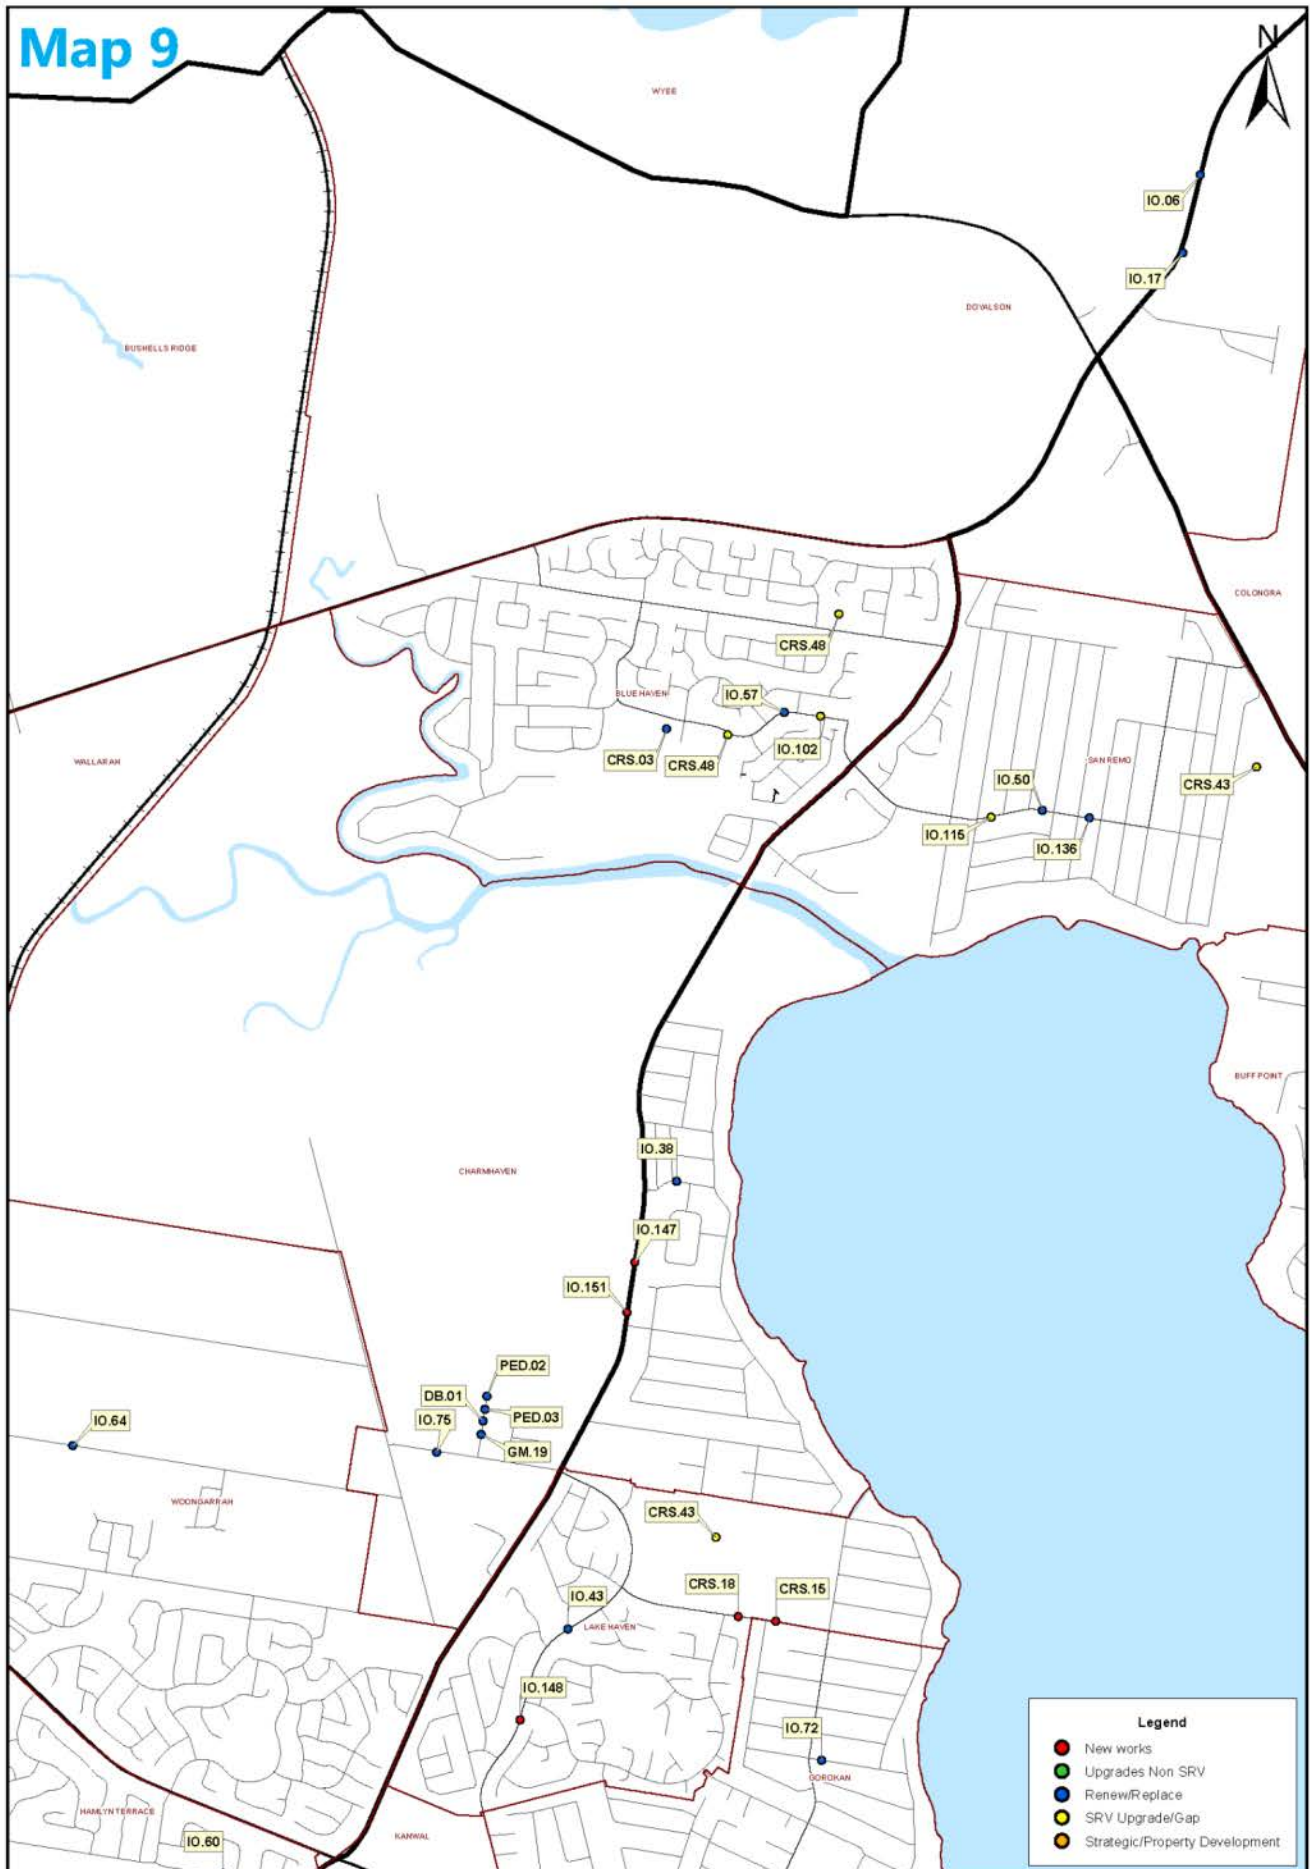 Map 9
N
WYEE
IO.06
IO.17
DOYALSON
BUSHELLS RIDGE
COLONGRA
CRS.48
BLUE HAVEN
IO.57
IO.102
CRS.03
CRS.48
WALLARAH
SAN REMO
IO.50
CRS.43
IO.115
IO.136
BUFF POINT
IO.38
CHARMHAVEN
IO.147
IO.151
PED.02
DB.01
PED.03
IO.64
IO.75
GM.19
WOONGARRAH
CRS.43
CRS.18
CRS.15
IO.43
LAKE HAVEN
IO.148
IO.72
GOROKAN
HAMLYN TERRACE
KANWAL
IO.60
Legend
New works
Upgrades Non SRV
Renew/Replace
SRV Upgrade/Gap
Strategic/Property Development